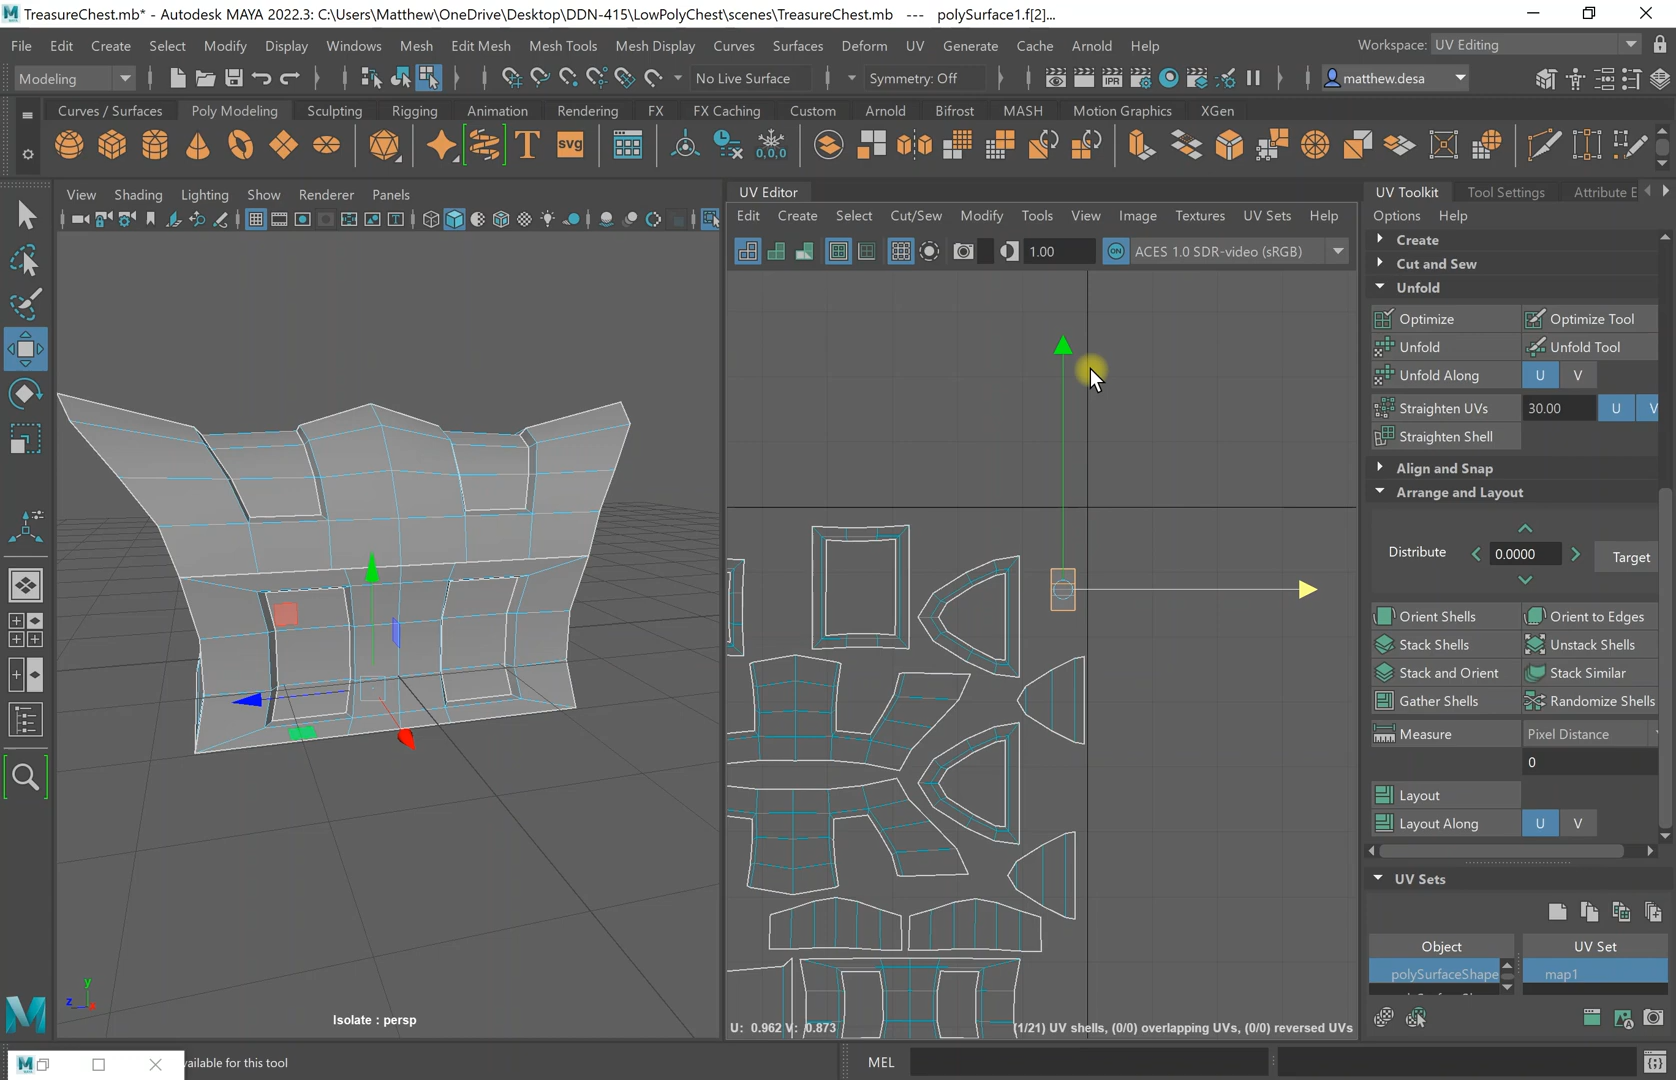 TreasureChest.mb* - Autodesk MAYA 2022.3: C:\Users\Matthew\OneDrive\Desktop\DDN-415\LowPolyChest\scenes\TreasureChest.mb --- polySurface1.f[2]...
File Edit Create Select Modify Display Windows Mesh Edit Mesh Mesh Tools Mesh Display Curves Surfaces Deform UV Generate Cache Arnold Help Workspace: UV Editing
Modeling No Live Surface Symmetry: Off IPR matthew.desa
Curves / Surfaces Poly Modeling Sculpting Rigging Animation Rendering FX FX Caching Custom Arnold Bifrost MASH Motion Graphics XGen
T svg 0,0,0
View Shading Lighting Show Renderer Panels
UV Editor
UV Toolkit Tool Settings Attribute E
Edit Create Select Cut/Sew Modify Tools View Image Textures UV Sets Help
Options Help
1.00 ON ACES 1.0 SDR-video (sRGB)
Create
Cut and Sew
Unfold
Optimize Optimize Tool
Unfold Unfold Tool
Unfold Along U V
Straighten UVs 30.00 U V
Straighten Shell
Align and Snap
Arrange and Layout
Distribute 0.0000 Target
Orient Shells Orient to Edges
Stack Shells Unstack Shells
Stack and Orient Stack Similar
Gather Shells Randomize Shells
Measure Pixel Distance
0
Layout
Layout Along U V
UV Sets
Object UV Set
polySurfaceShape map1
y
z
Isolate : persp
U: 0.962 V: 0.873 (1/21) UV shells, (0/0) overlapping UVs, (0/0) reversed UVs
M vailable for this tool MEL